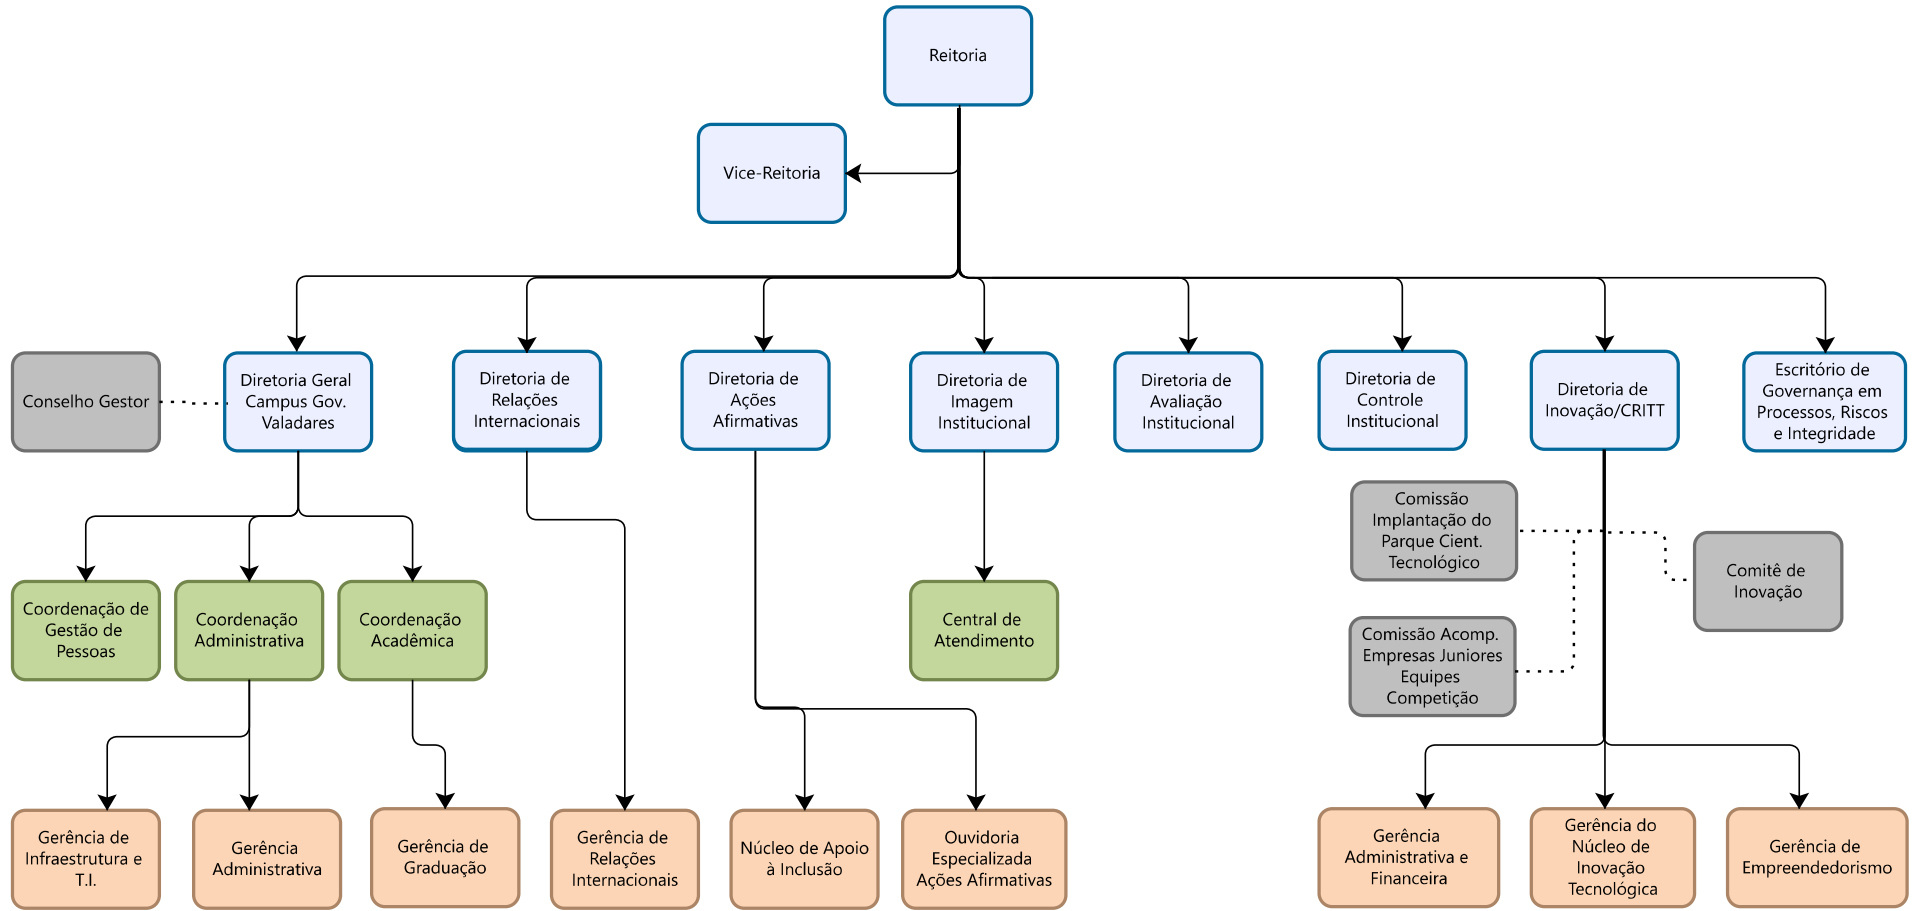 Reitoria
Vice-Reitoria
Conselho Gestor
Diretoria Geral
Campus Gov.
Valadares
Diretoria de
Relações
Internacionais
Diretoria de
Ações
Afirmativas
Diretoria de
Imagem
Institucional
Diretoria de
Avaliação
Institucional
Diretoria de
Controle
Institucional
Diretoria de
Inovação/CRITT
Escritório de
Governança em
Processos, Riscos
e Integridade
Comissão
Implantação do
Parque Cient.
Tecnológico
Comitê de
Inovação
Coordenação de
Gestão de
Pessoas
Coordenação
Administrativa
Coordenação
Acadêmica
Central de
Atendimento
Comissão Acomp.
Empresas Juniores
Equipes
Competição
Gerência de
Infraestrutura e
T.I.
Gerência
Administrativa
Gerência de
Graduação
Gerência de
Relações
Internacionais
Núcleo de Apoio
à Inclusão
Ouvidoria
Especializada
Ações Afirmativas
Gerência
Administrativa e
Financeira
Gerência do
Núcleo de
Inovação
Tecnológica
Gerência de
Empreendedorismo